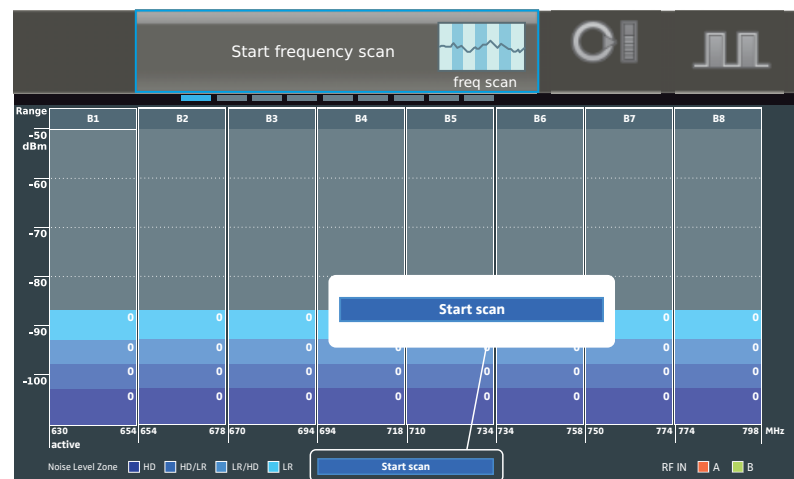 Start frequency scan
freq scan
Range B1 B2 B3 B4 B5 B6 B7 B8
-50
dBm
-60
-70
-80
Start scan
0 0 0 0 0
-90
0 0 0 0 0 0 0 0
0 0 0 0 0 0 0 0
-100
0 0 0 0 0 0 0 0
630 654 654 678 670 694 694 718 710 734 734 758 750 774 774 798 MHz
active
Noise Level Zone HD HD/LR LR/HD LR Start scan RF IN A B